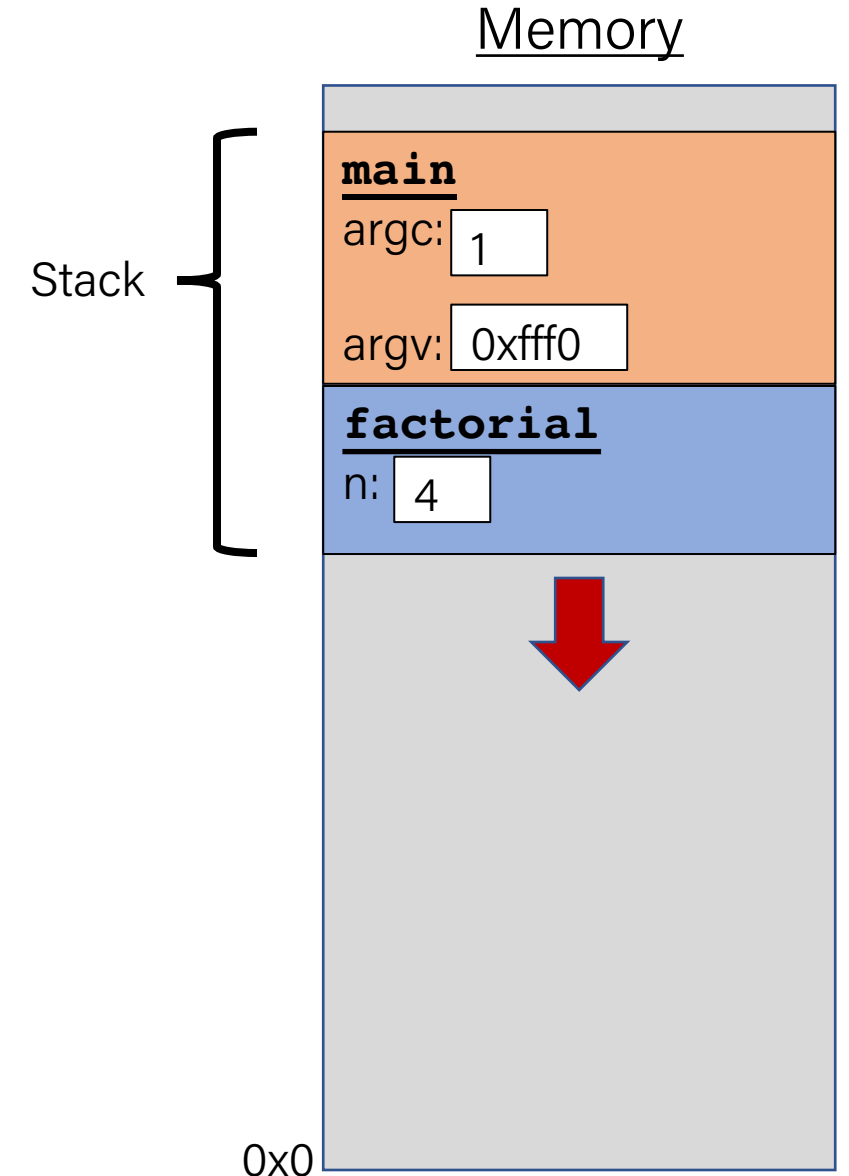 Memory
main
argc: 1
Stack
argv: 0xfff0
factorial
n: 4
0x0